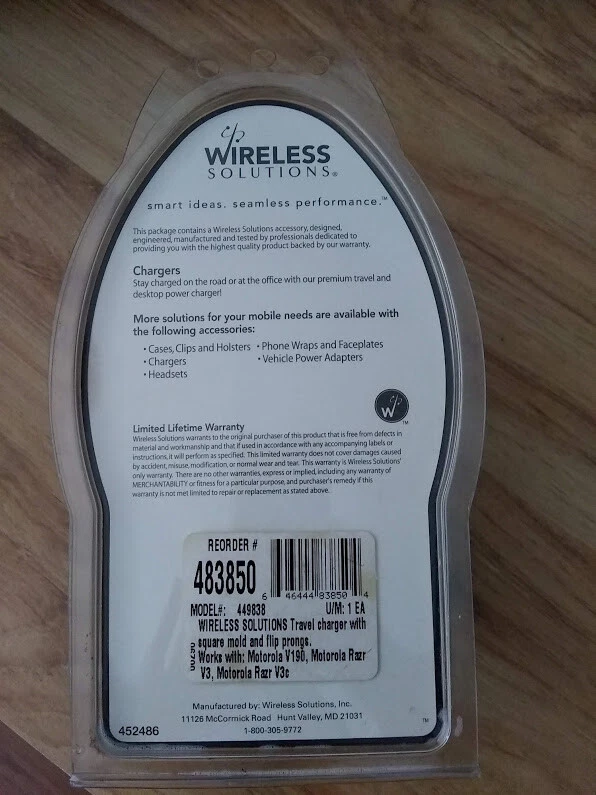 WIRELESS
SOLUTIONS®
smart ideas. seamless performance.™
This package contains a Wireless Solutions accessory, designed,
engineered, manufactured and tested by professionals dedicated to
providing you with the highest quality product backed by our warranty.
Chargers
Stay charged on the road or at the office with our premium travel and
desktop power charger!
More solutions for your mobile needs are available with
the following accessories:
• Cases, Clips and Holsters • Phone Wraps and Faceplates
• Chargers • Vehicle Power Adapters
• Headsets
W
TM
Limited Lifetime Warranty
Wireless Solutions warrants to the original purchaser of this product that is free from defects in
material and workmanship and that if used in accordance with any accompanying labels or
instructions, it will perform as specified. This limited warranty does not cover damages caused
by accident, misuse, modification, or normal wear and tear. This warranty is Wireless Solutions'
only warranty. There are no other warranties, express or implied, including any warranty of
MERCHANTABILITY or fitness for a particular purpose, and purchaser's remedy if this
warranty is not met limited to repair or replacement as stated above.
REORDER #
483850
6 46444 83850 4
MODEL#: 449838 U/M: 1 EA
WIRELESS SOLUTIONS Travel charger with
square mold and flip prongs.
Works with: Motorola V190, Motorola Razr
V3, Motorola Razr V3c
Manufactured by: Wireless Solutions, Inc.
11126 McCormick Road Hunt Valley, MD 21031
1-800-305-9772
TM
452486